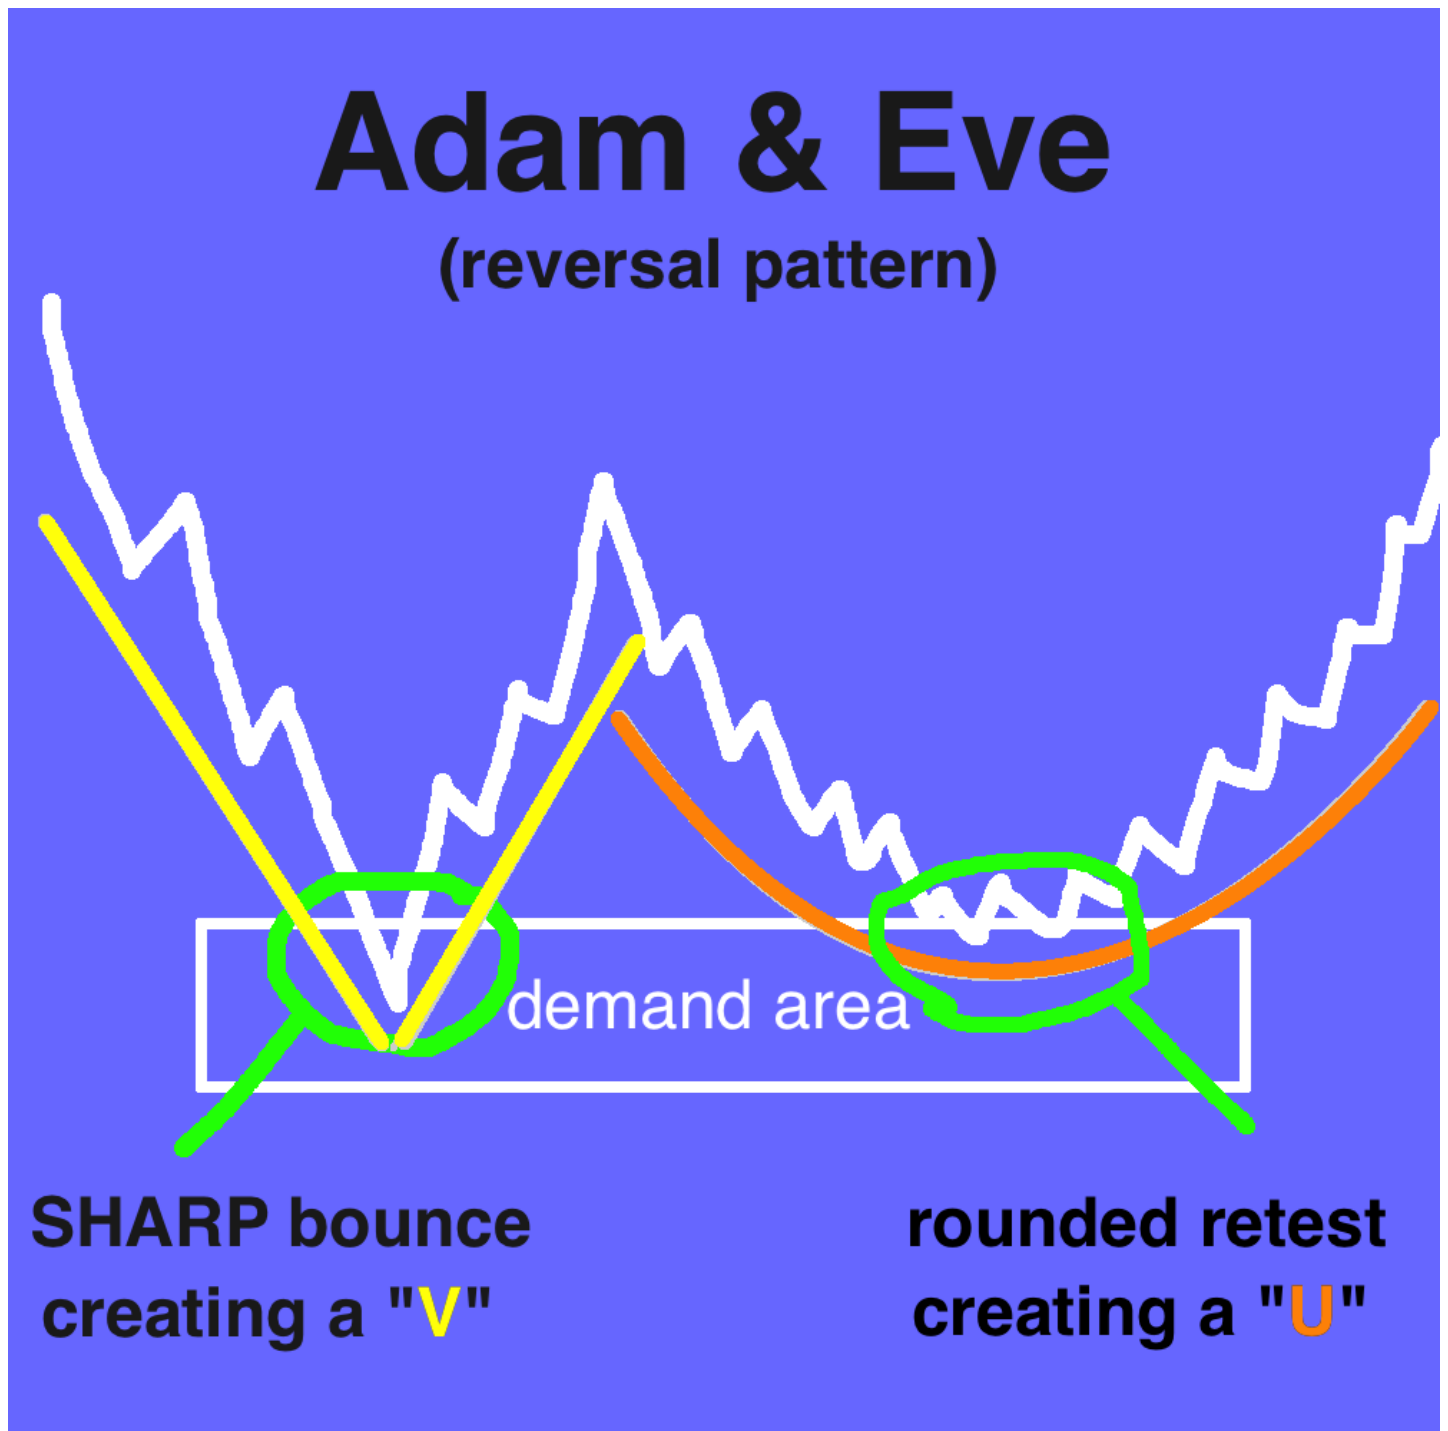 Adam & Eve
(reversal pattern)
demand area
SHARP bounce
creating a "V"
rounded retest
creating a "U"